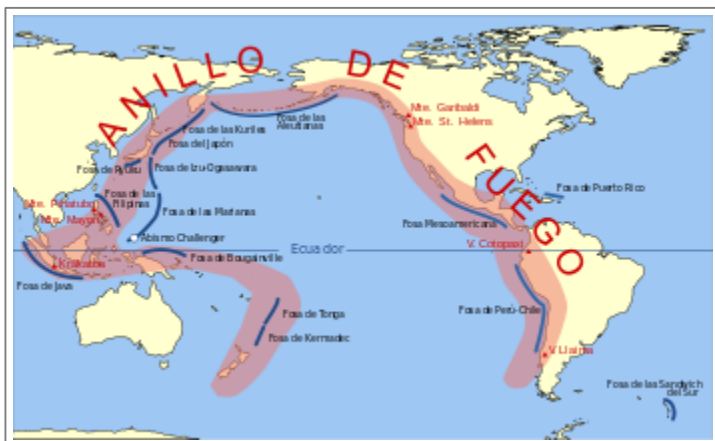 ANILLO DE FUEGO
Mte. Garibaldi
Mte. St. Helens
Fosa de las
Aleutianas
Fosa de las Kuriles
Fosa del Japón
Fosa de Ryukyu
Fosa de Izu-Ogasawara
Fosa de las
Filipinas
Mte. Pinatubo
Mte. Mayon
Fosa de las Marianas
Abismo Challenger
Fosa de Puerto Rico
Fosa Mesoamericana
Ecuador
V. Cotopaxi
Krakatoa
Fosa de Bougainville
Fosa de Java
Fosa de Tonga
Fosa de Kermadec
Fosa de Perú-Chile
V. Llaima
Fosa de las Sandwich
del Sur